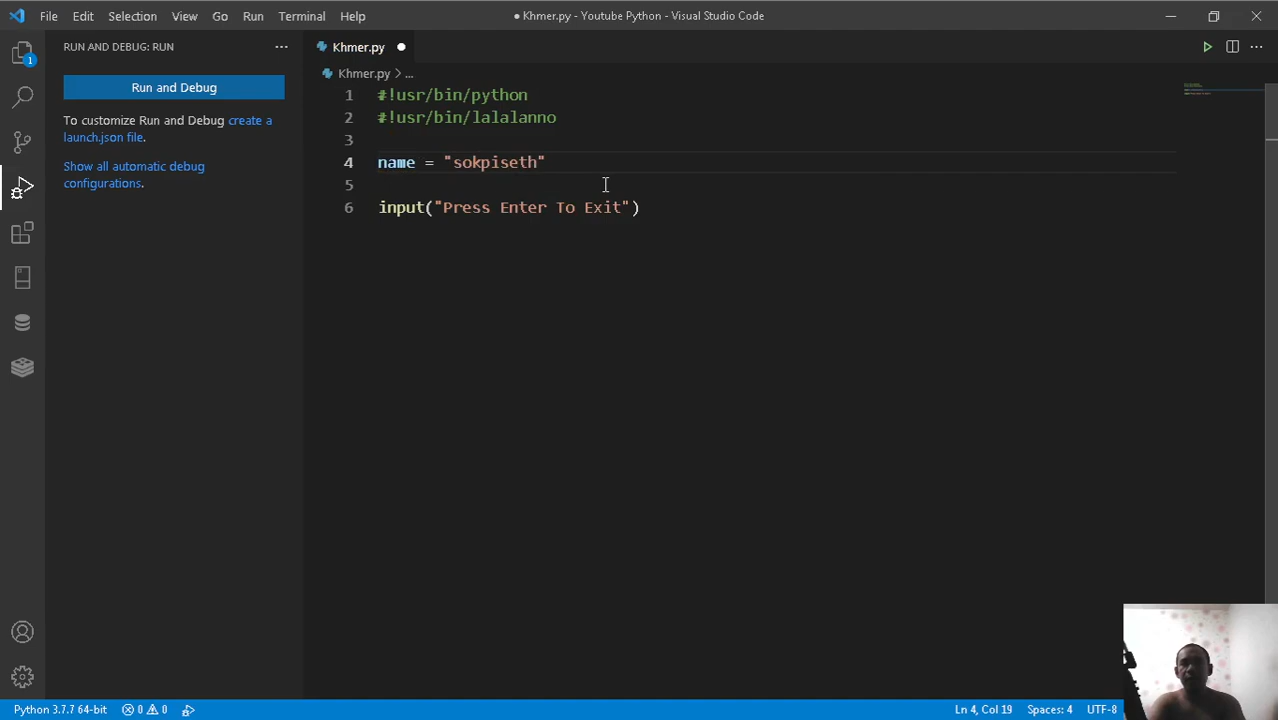 File Edit Selection View Go Run Terminal Help
● Khmer.py - Youtube Python - Visual Studio Code
1
RUN AND DEBUG: RUN
Run and Debug
To customize Run and Debug create a
launch.json file.
Show all automatic debug
configurations.
Khmer.py
Khmer.py > ...
1 #!usr/bin/python
2 #!usr/bin/lalalanno
3
4 name = "sokpiseth"
5
6 input("Press Enter To Exit")
Python 3.7.7 64-bit 0 0 Ln 4, Col 19 Spaces: 4 UTF-8